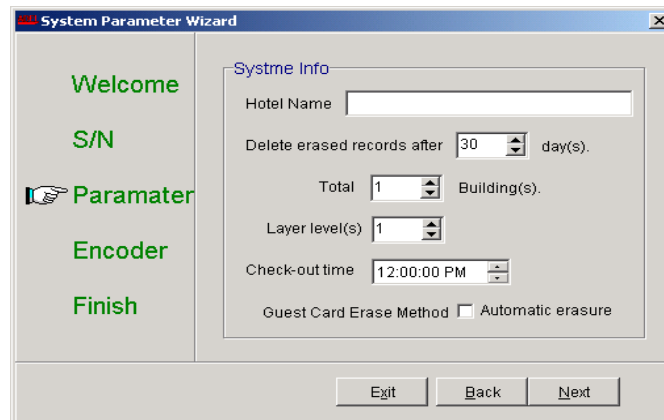 System Parameter Wizard
Welcome
S/N
Paramater
Encoder
Finish
Systme Info
Hotel Name
Delete erased records after 30 day(s).
Total 1 Building(s).
Layer level(s) 1
Check-out time 12:00:00 PM
Guest Card Erase Method Automatic erasure
Exit Back Next